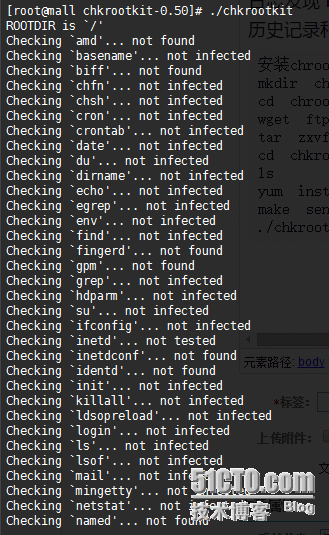 [root@mall chkrootkit-0.50]# ./chkrootkit
ROOTDIR is `/'
Checking `amd'... not found
Checking `basename'... not infected
Checking `biff'... not found
Checking `chfn'... not infected
Checking `chsh'... not infected
Checking `cron'... not infected
Checking `crontab'... not infected
Checking `date'... not infected
Checking `du'... not infected
Checking `dirname'... not infected
Checking `echo'... not infected
Checking `egrep'... not infected
Checking `env'... not infected
Checking `find'... not infected
Checking `fingerd'... not found
Checking `gpm'... not found
Checking `grep'... not infected
Checking `hdparm'... not infected
Checking `su'... not infected
Checking `ifconfig'... not infected
Checking `inetd'... not tested
Checking `inetdconf'... not found
Checking `identd'... not found
Checking `init'... not infected
Checking `killall'... not infected
Checking `ldsopreload'... not infected
Checking `login'... not infected
Checking `ls'... not infected
Checking `lsof'... not infected
Checking `mail'... not infected
Checking `mingetty'... not infected
Checking `netstat'... not infected
Checking `named'... not found
历史记录和
安装chroo
mkdir ch
cd chroo
wget ftp
tar zxvf
cd chkro
ls
yum inst
make sen
./chkroo
元素路径: body
*标签:
上传附件:
51CTO.com
技术博客 Blog